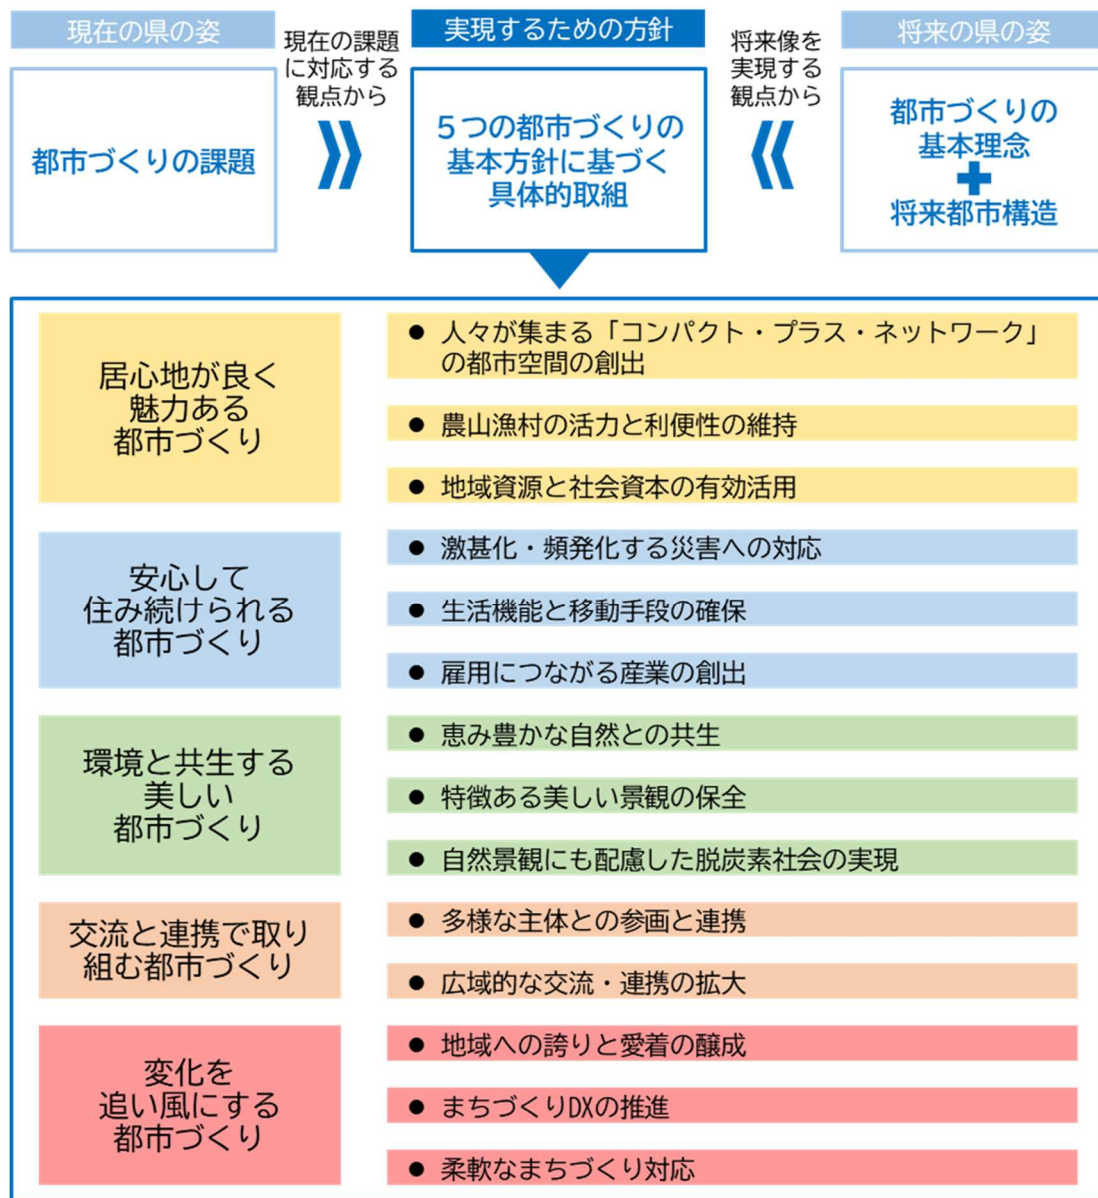 現在の県の姿
都市づくりの課題
現在の課題
に対応する
観点から
実現するための方針
５つの都市づくりの
基本方針に基づく
具体的取組
将来像を
実現する
観点から
将来の県の姿
都市づくりの
基本理念
将来都市構造
居心地が良く
魅力ある
都市づくり
● 人々が集まる「コンパクト・プラス・ネットワーク」
の都市空間の創出
● 農山漁村の活力と利便性の維持
● 地域資源と社会資本の有効活用
安心して
住み続けられる
都市づくり
● 激甚化・頻発化する災害への対応
● 生活機能と移動手段の確保
● 雇用につながる産業の創出
環境と共生する
美しい
都市づくり
● 恵み豊かな自然との共生
● 特徴ある美しい景観の保全
● 自然景観にも配慮した脱炭素社会の実現
交流と連携で取り
組む都市づくり
● 多様な主体との参画と連携
● 広域的な交流・連携の拡大
変化を
追い風にする
都市づくり
● 地域への誇りと愛着の醸成
● まちづくりDXの推進
● 柔軟なまちづくり対応